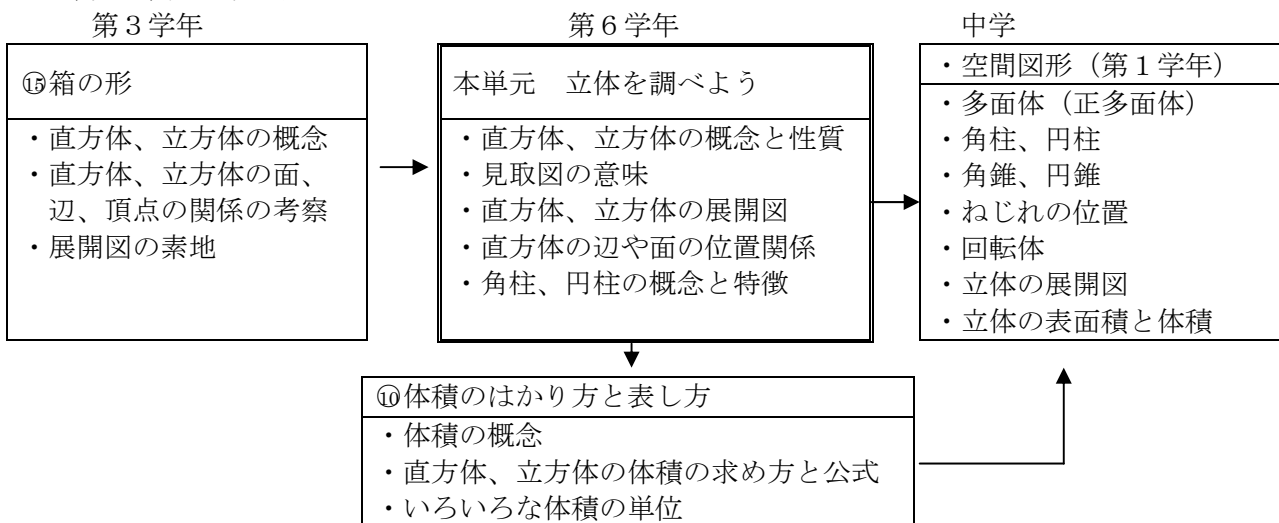 第３学年
第６学年
中学
⑮箱の形
・直方体、立方体の概念
・直方体、立方体の面、
辺、頂点の関係の考察
・展開図の素地
本単元　立体を調べよう
・直方体、立方体の概念と性質
・見取図の意味
・直方体、立方体の展開図
・直方体の辺や面の位置関係
・角柱、円柱の概念と特徴
・空間図形（第１学年）
・多面体（正多面体）
・角柱、円柱
・角錐、円錐
・ねじれの位置
・回転体
・立体の展開図
・立体の表面積と体積
⑩体積のはかり方と表し方
・体積の概念
・直方体、立方体の体積の求め方と公式
・いろいろな体積の単位